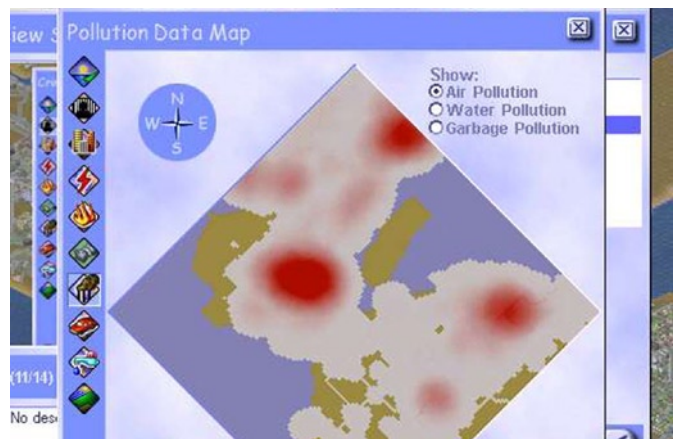 iew S
Pollution Data Map
Show:
Air Pollution
Water Pollution
Garbage Pollution
N
W E
S
(11/14)
No des